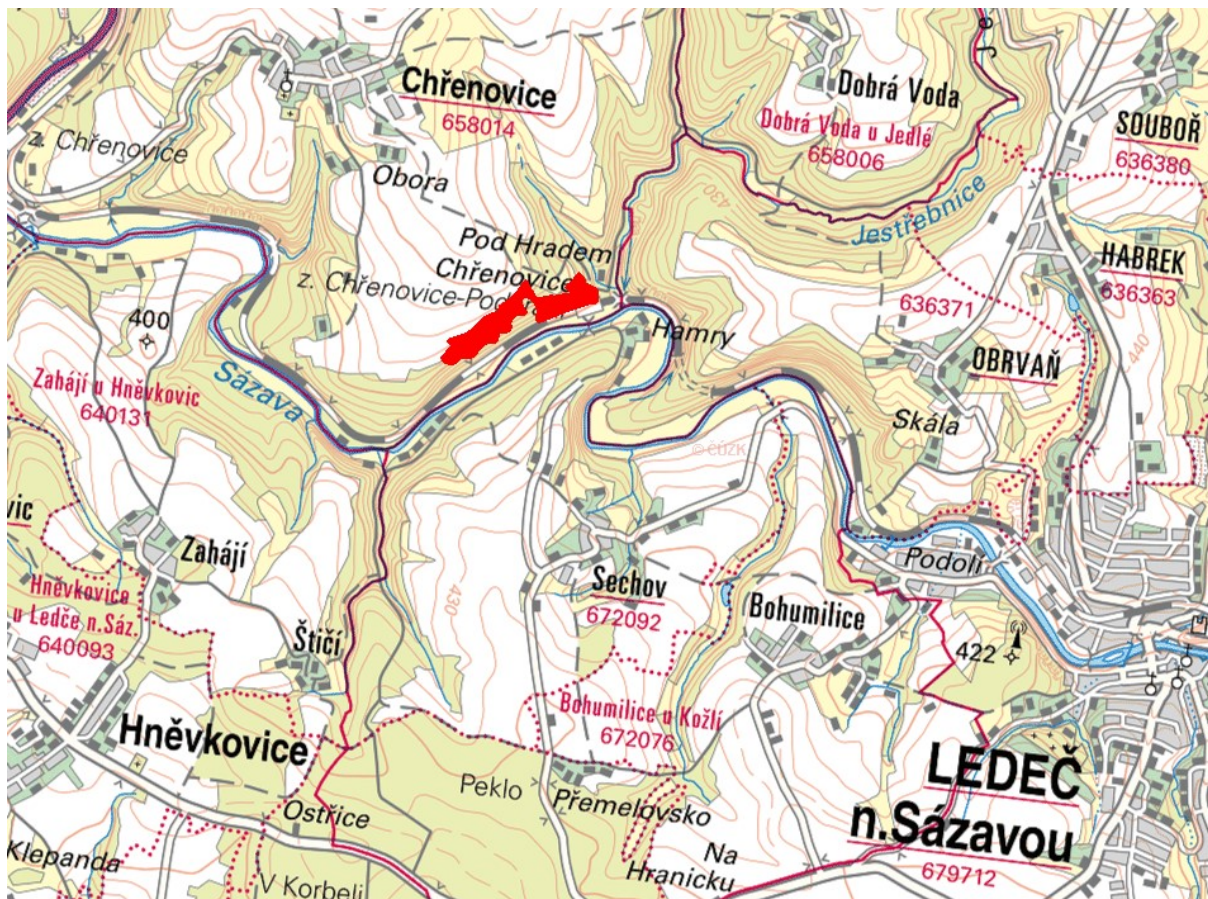 Chřenovice
658014
z. Chřenovice
Obora
Dobrá Voda
Dobrá Voda u Jedlé
658006
Je
SOUBOŘ
636380
Jestřebnice
Pod Hradem
Chřenovice
z. Chřenovice-Pod
HABREK
636363
636371
Hamry
400
OBRVAŇ
440
430
Zahájí u Hněvkovic
640131
Sázava
Skála
© ČÚZK
vic
Zahájí
Podolí
Sechov
672092
Bohumilice
430
Hněvkovice
u Ledče n.Sáz.
640093
Štičí
422
Bohumilice u Kožlí
672076
Hněvkovice
LEDEČ
n.Sázavou
679712
Peklo
Přemelovsko
Ostřice
Na
Hranicku
Klepanda
V Korbeli